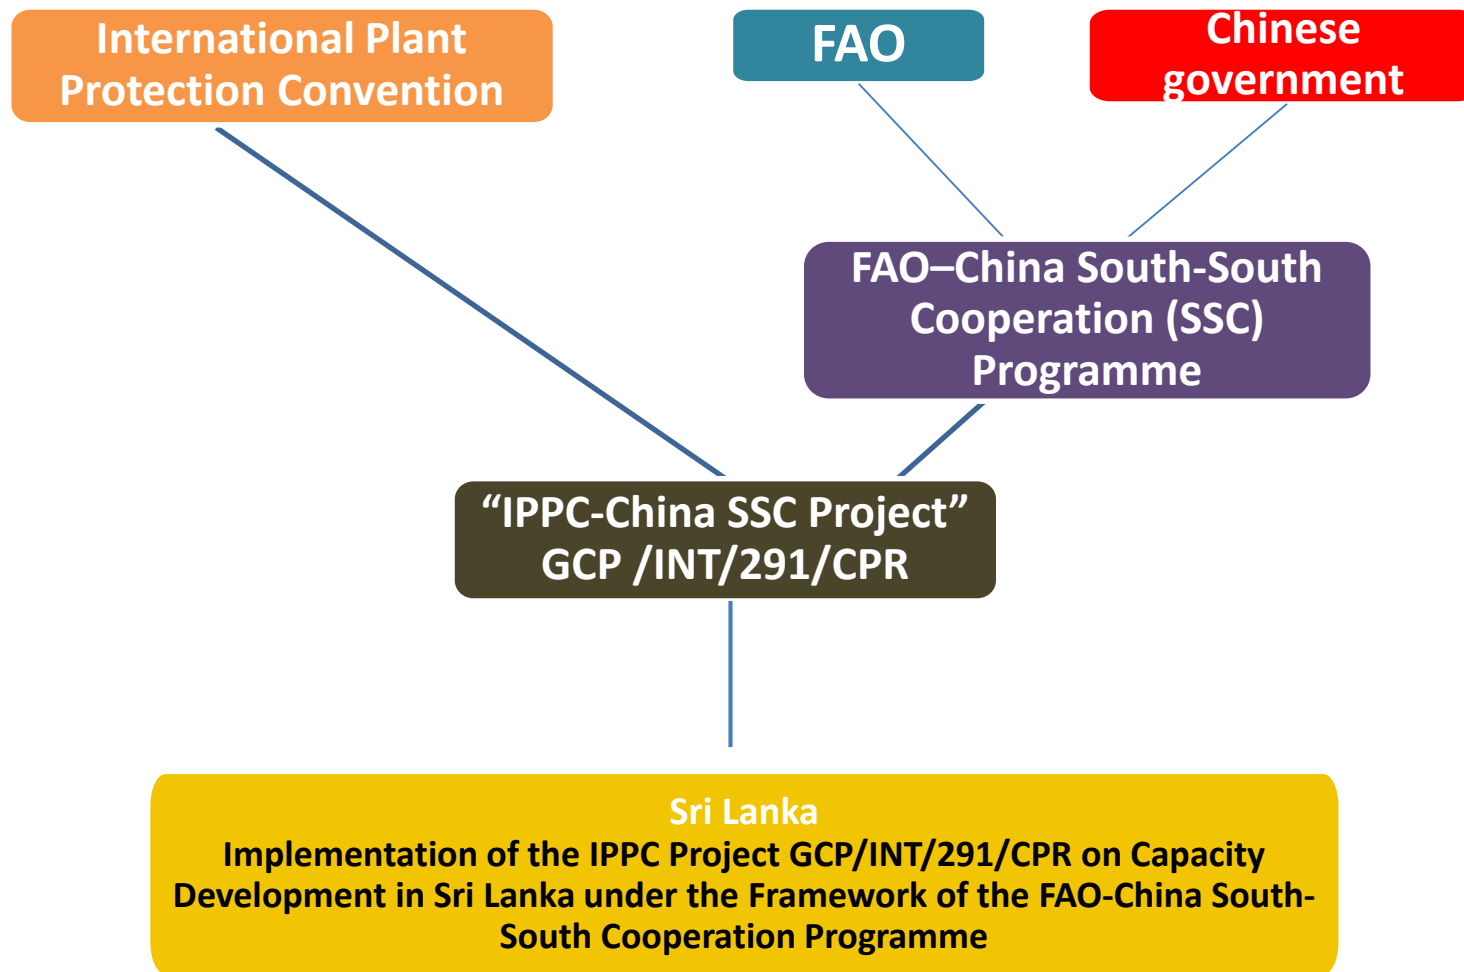 International Plant
Protection Convention
FAO
Chinese
government
FAO–China South-South
Cooperation (SSC)
Programme
“IPPC-China SSC Project”
GCP /INT/291/CPR
Sri Lanka
Implementation of the IPPC Project GCP/INT/291/CPR on Capacity
Development in Sri Lanka under the Framework of the FAO-China South-
South Cooperation Programme